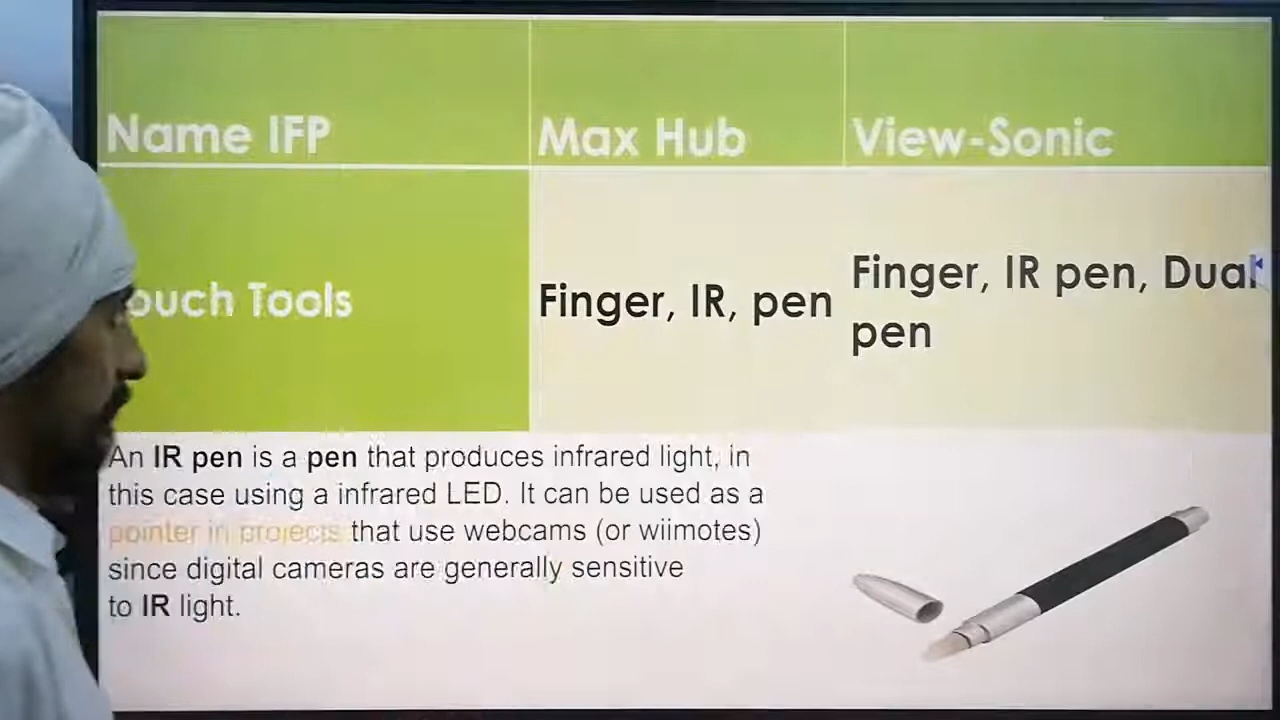 Name IFP
Max Hub
View-Sonic
ouch Tools
Finger, IR, pen
Finger, IR pen, Dual
pen
An IR pen is a pen that produces infrared light, in
this case using a infrared LED. It can be used as a
pointer in projects that use webcams (or wiimotes)
since digital cameras are generally sensitive
to IR light.